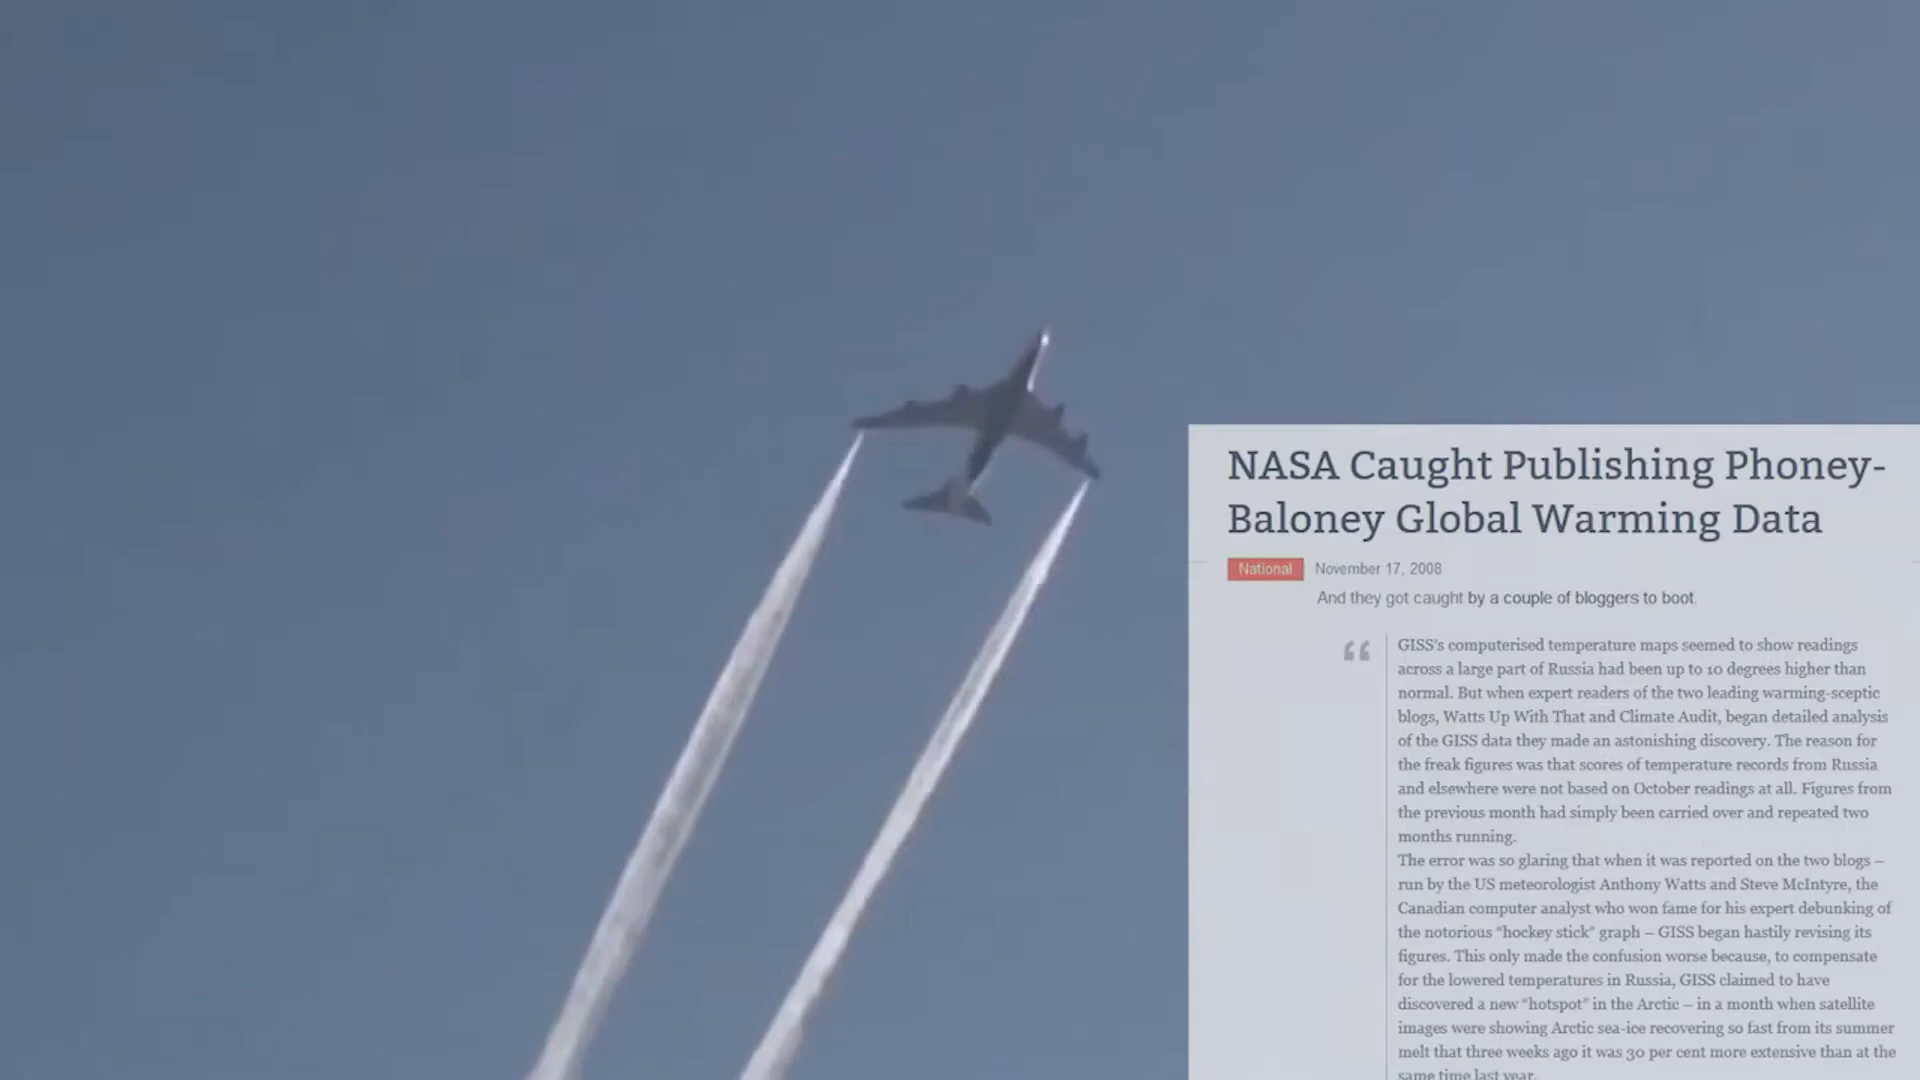 NASA Caught Publishing Phoney-
Baloney Global Warming Data
National November 17, 2008
And they got caught by a couple of bloggers to boot.
“ GISS's computerised temperature maps seemed to show readings
across a large part of Russia had been up to 10 degrees higher than
normal. But when expert readers of the two leading warming-sceptic
blogs, Watts Up With That and Climate Audit, began detailed analysis
of the GISS data they made an astonishing discovery. The reason for
the freak figures was that scores of temperature records from Russia
and elsewhere were not based on October readings at all. Figures from
the previous month had simply been carried over and repeated two
months running.
The error was so glaring that when it was reported on the two blogs –
run by the US meteorologist Anthony Watts and Steve McIntyre, the
Canadian computer analyst who won fame for his expert debunking of
the notorious "hockey stick" graph – GISS began hastily revising its
figures. This only made the confusion worse because, to compensate
for the lowered temperatures in Russia, GISS claimed to have
discovered a new "hotspot" in the Arctic – in a month when satellite
images were showing Arctic sea-ice recovering so fast from its summer
melt that three weeks ago it was 30 per cent more extensive than at the
same time last year.